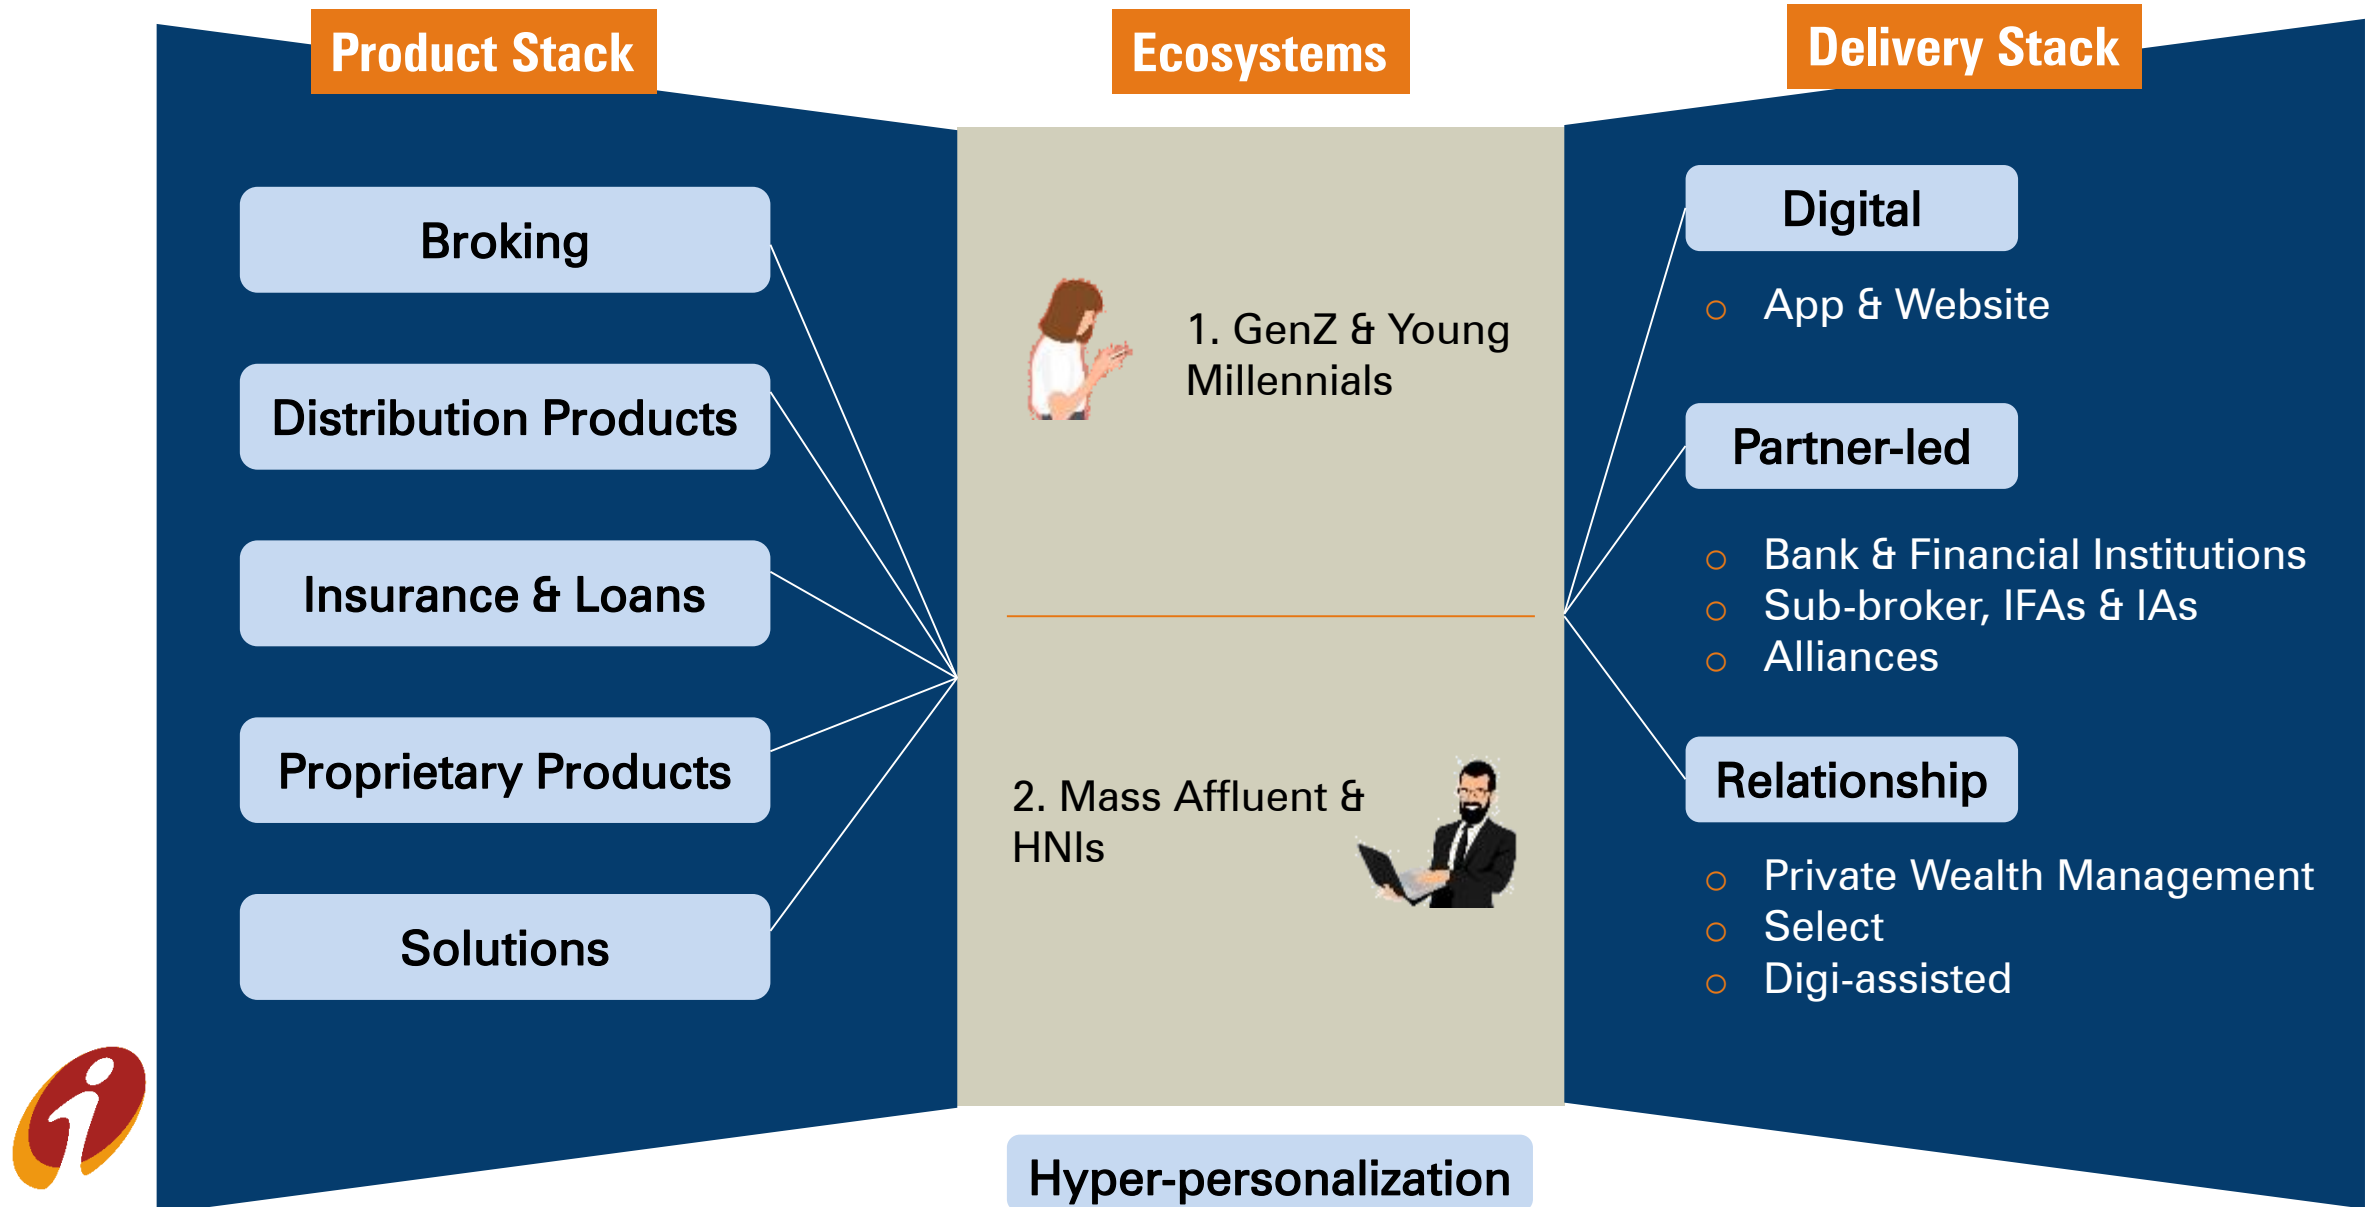 Product Stack
Ecosystems
Delivery Stack
Broking
Distribution Products
Insurance & Loans
Proprietary Products
Solutions
1. GenZ & Young
Millennials
2. Mass Affluent &
HNIs
Hyper-personalization
Digital
App & Website
Partner-led
Bank & Financial Institutions
Sub-broker, IFAs & IAs
Alliances
Relationship
Private Wealth Management
Select
Digi-assisted